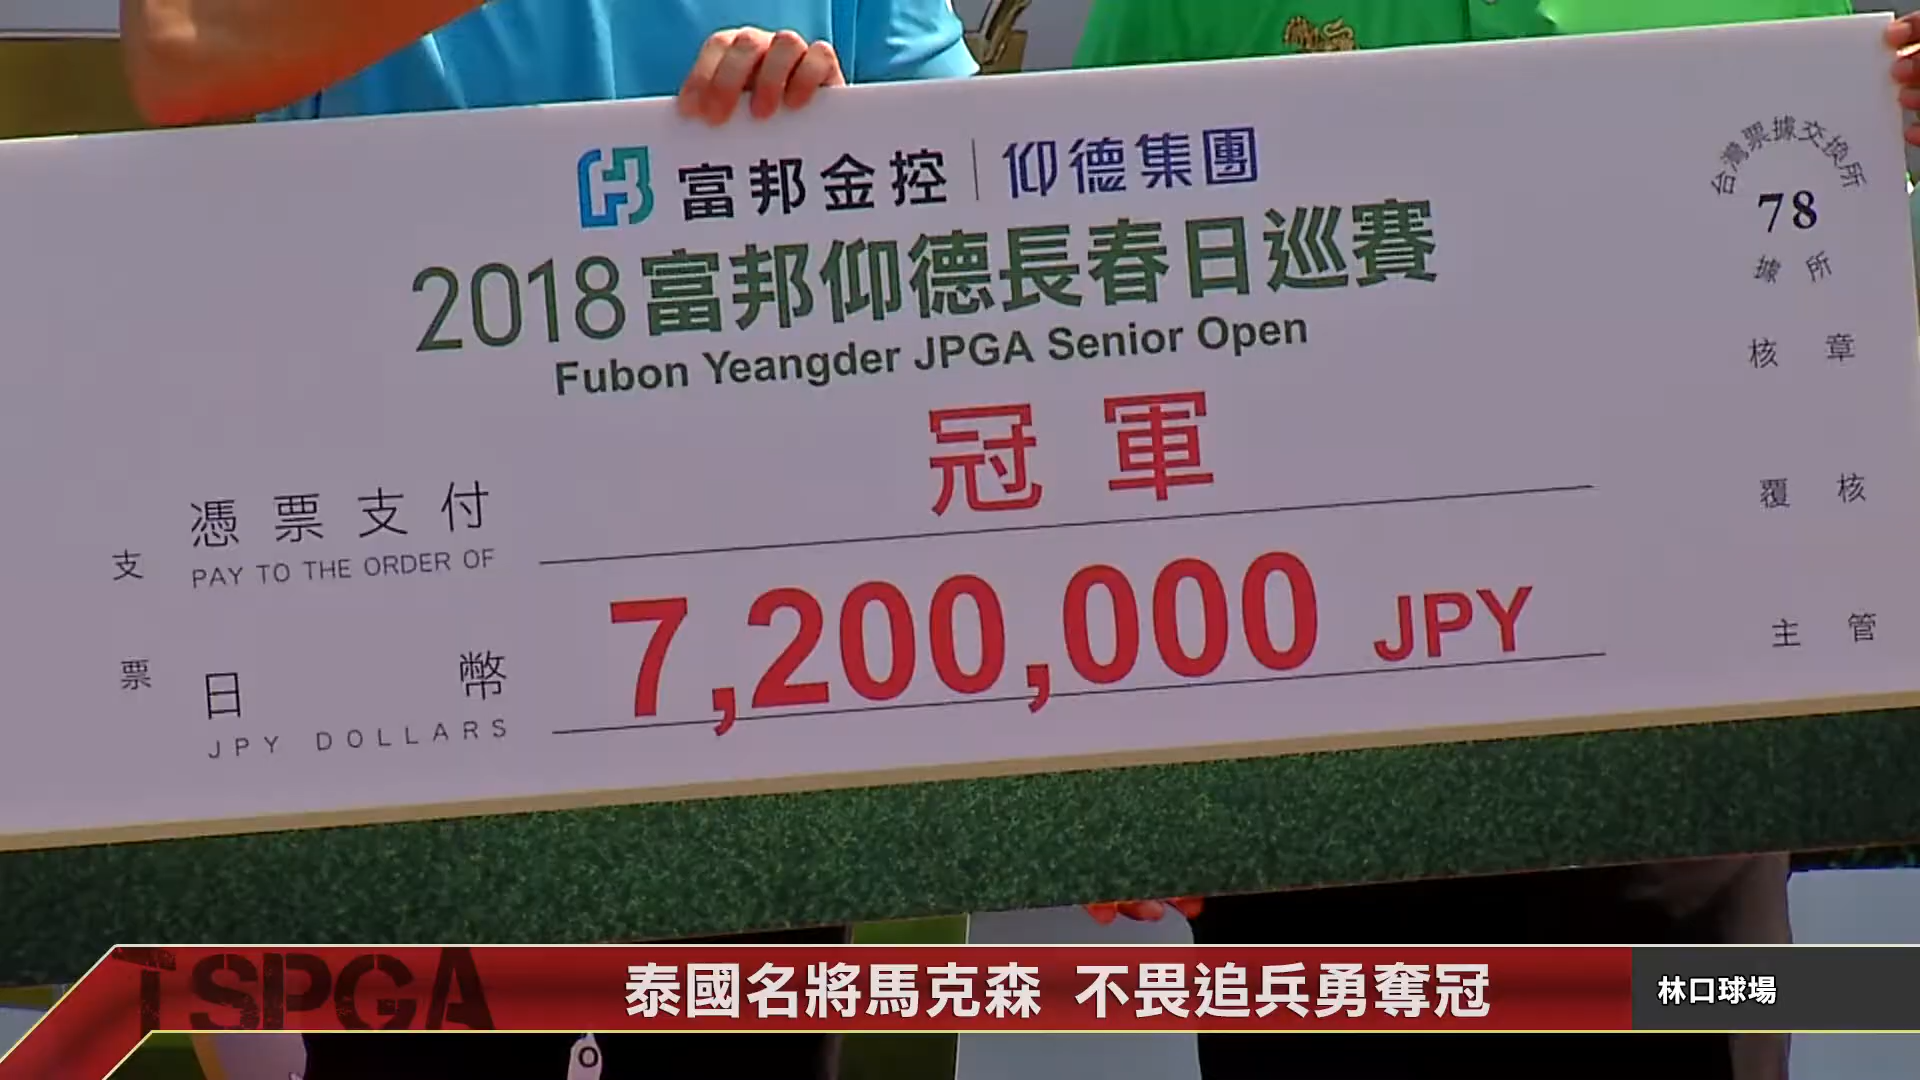 富邦金控 | 仰德集團
2018富邦仰德長春日巡賽
Fubon Yeangder JPGA Senior Open
台灣票據交換所
78
據所
核章
覆核
主管
支票
憑票支付
PAY TO THE ORDER OF
冠軍
日幣
JPY DOLLARS
7,200,000 JPY
TSPGA
泰國名將馬克森 不畏追兵勇奪冠
林口球場